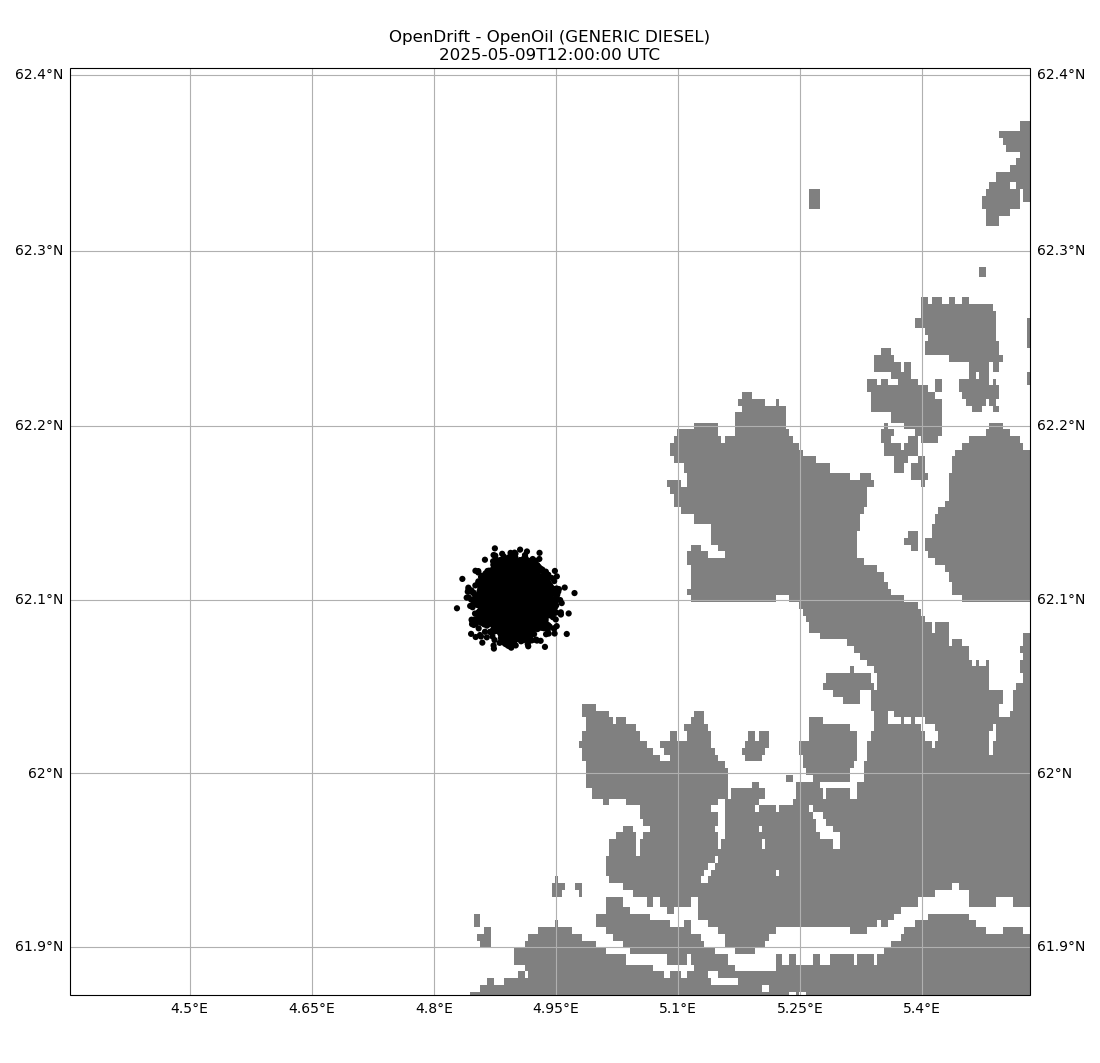 OpenDrift - OpenOil (GENERIC DIESEL)
2025-05-09T12:00:00 UTC
62.4°N 62.4°N
62.3°N 62.3°N
62.2°N 62.2°N
62.1°N 62.1°N
62°N 62°N
61.9°N 61.9°N
4.5°E 4.65°E 4.8°E 4.95°E 5.1°E 5.25°E 5.4°E